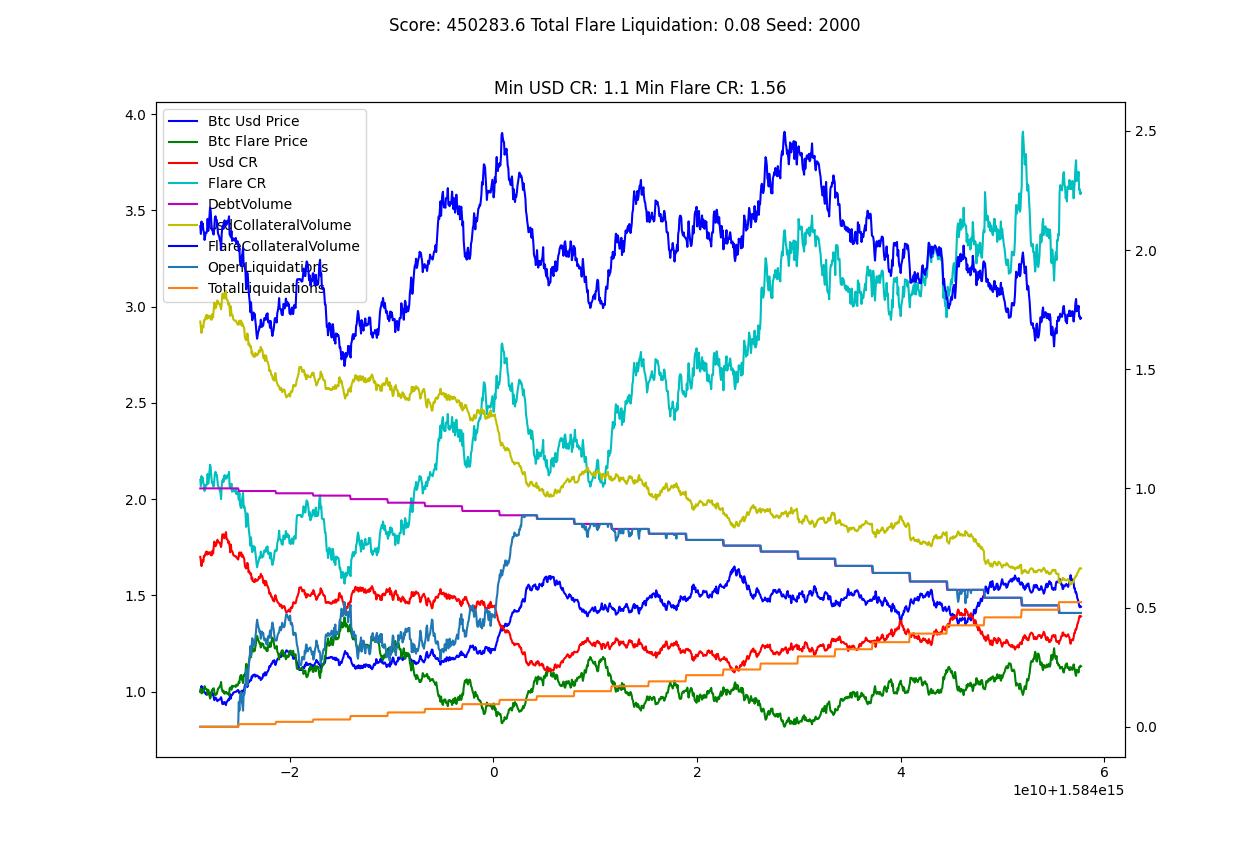 Score: 450283.6 Total Flare Liquidation: 0.08 Seed: 2000
Min USD CR: 1.1 Min Flare CR: 1.56
Btc Usd Price
Btc Flare Price
Usd CR
Flare CR
DebtVolume
UsdCollateralVolume
FlareCollateralVolume
OpenLiquidations
TotalLiquidations
4.0
3.5
3.0
2.5
2.0
1.5
1.0
2.5
2.0
1.5
1.0
0.5
0.0
−2
0
2
4
6
1e10+1.584e15